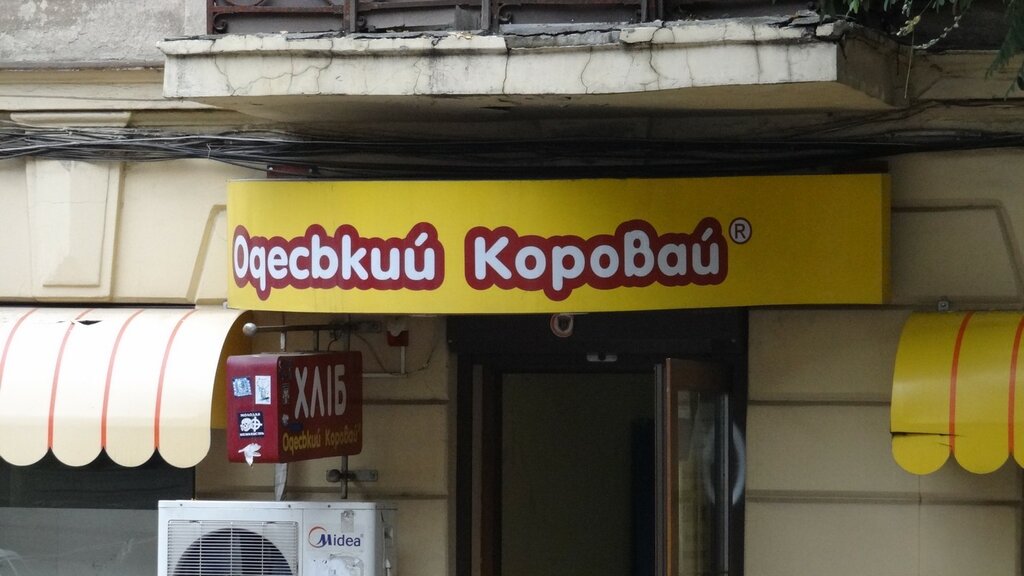 Одеський Коровай ®
ХЛІБ
Одеський Коровай
Midea